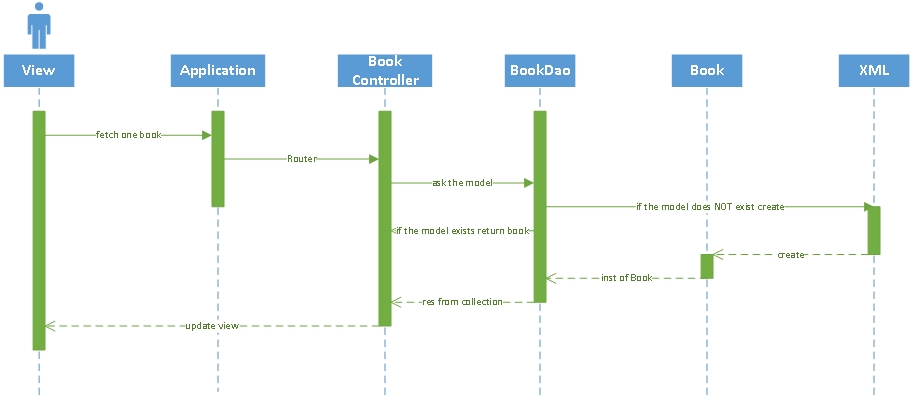 View
Application
Book
Controller
BookDao
Book
XML
fetch one book
Router
ask the model
if the model does NOT exist create
if the model exists return book
create
inst of Book
res from collection
update view